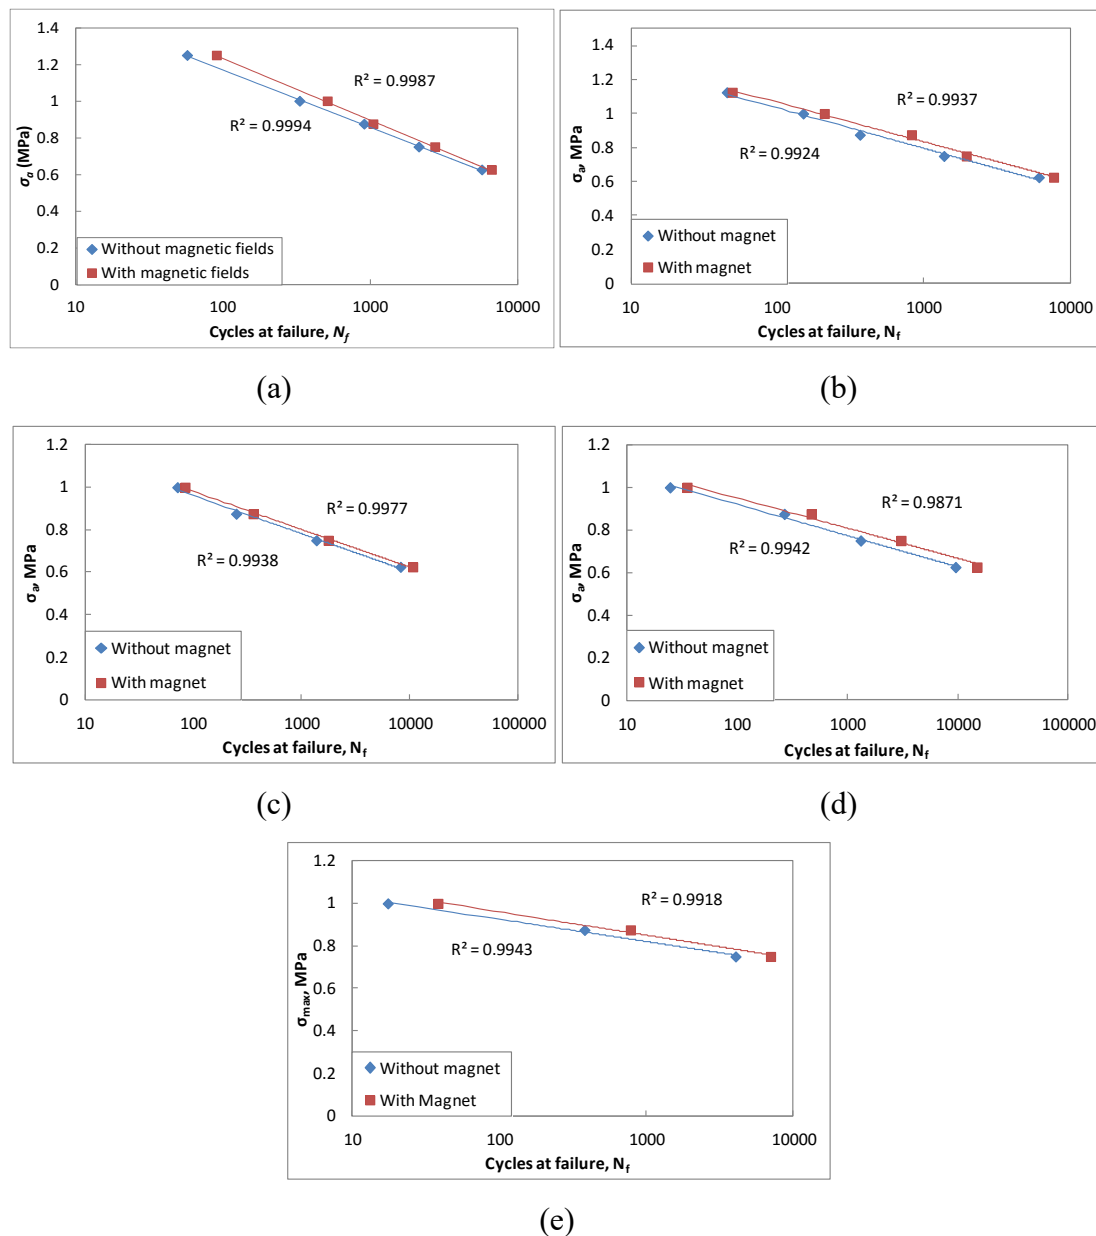 1.4
1.2
1
0.8
0.6
0.4
0.2
0
σa (MPa)
R² = 0.9987
R² = 0.9994
Without magnetic fields
With magnetic fields
10 100 1000 10000
Cycles at failure, Nf
(a)
1.4
1.2
1
0.8
0.6
0.4
0.2
0
σa, MPa
R² = 0.9937
R² = 0.9924
Without magnet
With magnet
10 100 1000 10000
Cycles at failure, Nf
(b)
1.2
1
0.8
0.6
0.4
0.2
0
σa, MPa
R² = 0.9977
R² = 0.9938
Without magnet
With magnet
10 100 1000 10000 100000
Cycles at failure, Nf
(c)
1.2
1
0.8
0.6
0.4
0.2
0
σa, MPa
R² = 0.9871
R² = 0.9942
Without magnet
With magnet
10 100 1000 10000 100000
Cycles at failure, Nf
(d)
1.2
1
0.8
0.6
0.4
0.2
0
σmax, MPa
R² = 0.9918
R² = 0.9943
Without magnet
With Magnet
10 100 1000 10000
Cycles at failure, Nf
(e)